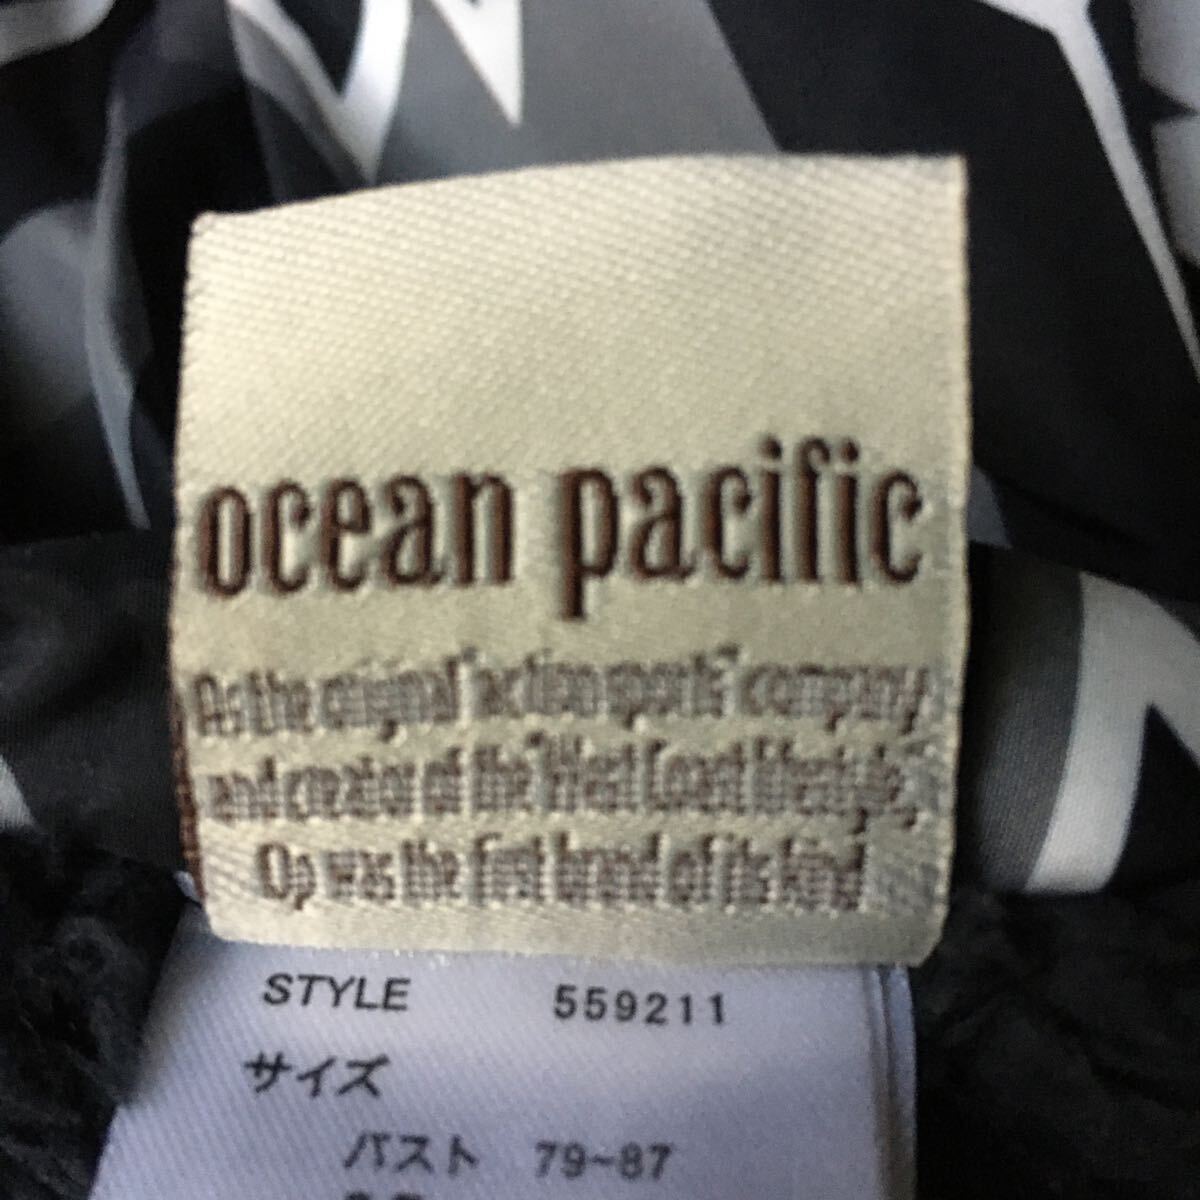 ocean pacific
As the original "action sports" company
and creator of the "West Coast lifestyle,"
Op was the first brand of its kind
STYLE 559211
サイズ
バスト 79~87